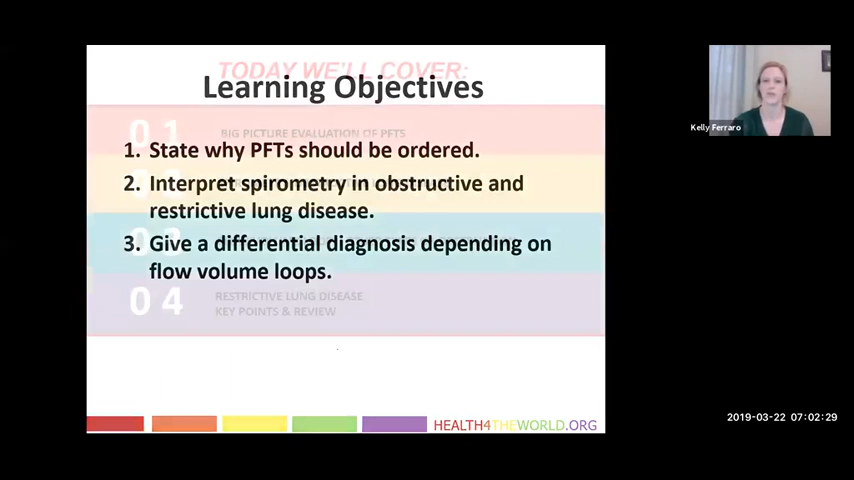 TODAY WE'LL COVER:
Learning Objectives
01
BIG PICTURE EVALUATION OF PFTS
1. State why PFTs should be ordered.
2. Interpret spirometry in obstructive and
restrictive lung disease.
3. Give a differential diagnosis depending on
flow volume loops.
04
RESTRICTIVE LUNG DISEASE
KEY POINTS & REVIEW
HEALTH4THEWORLD.ORG
Kelly Ferraro
2019-03-22 07:02:29